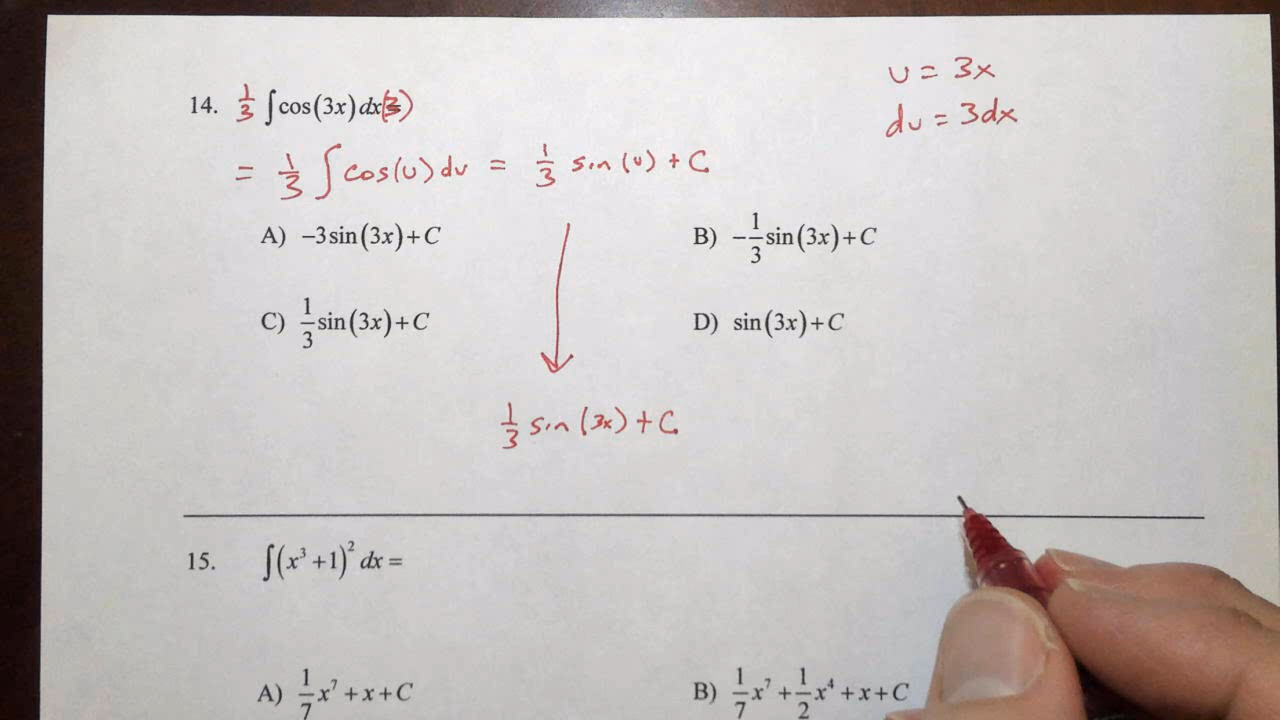 u = 3x
14. 1/3 ∫cos(3x)dx(3)
du = 3dx
= 1/3 ∫cos(u)du = 1/3 sin(u) + C
A) −3sin(3x)+C
B) −1/3 sin(3x)+C
C) 1/3 sin(3x)+C
D) sin(3x)+C
1/3 sin(3x) + C
15. ∫(x³+1)² dx =
A) 1/7 x⁷ + x + C
B) 1/7 x⁷ + 1/2 x⁴ + x + C